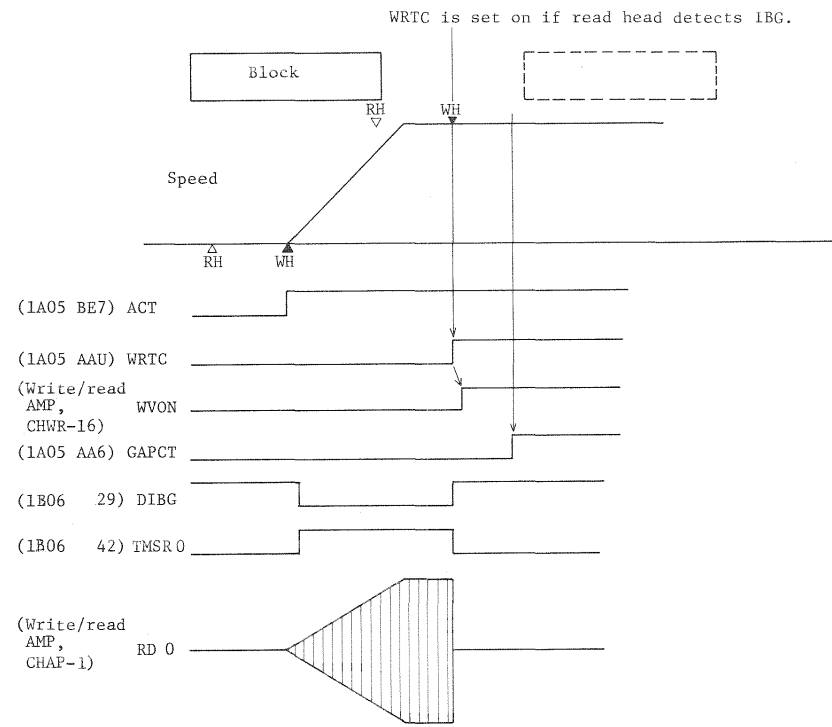 WRTC is set on if read head detects IBG.
Block
RH
WH
Speed
RH
WH
(1A05 BE7) ACT
(1A05 AAU) WRTC
(Write/read
AMP, WVON
CHWR-16)
(1A05 AA6) GAPCT
(1B06 29) DIBG
(1B06 42) TMSR 0
(Write/read
AMP, RD 0
CHAP-1)